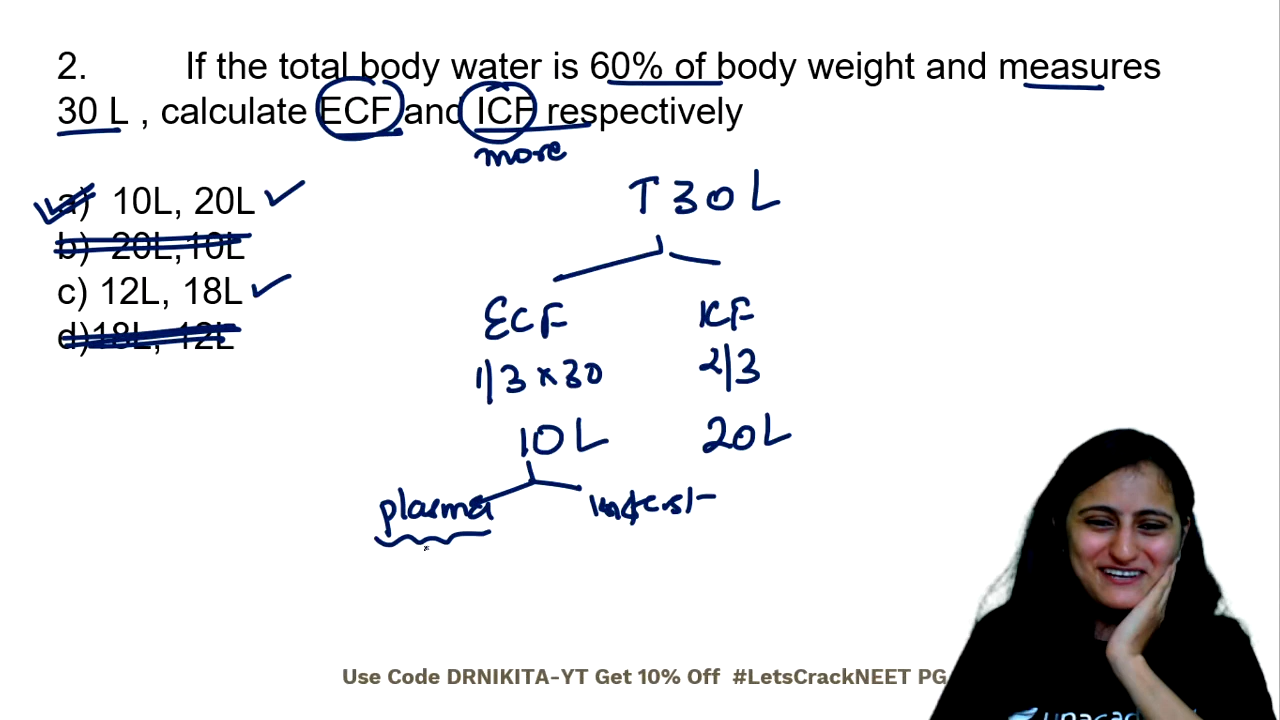 2. If the total body water is 60% of body weight and measures
30 L , calculate ECF and ICF respectively
more
a) 10L, 20L
b) 20L, 10L
c) 12L, 18L
d) 18L, 12L
T 30 L
ECF ICF
1/3 × 30 2/3
10 L 20 L
plasma
Use Code DRNIKITA-YT Get 10% Off #LetsCrackNEET PG